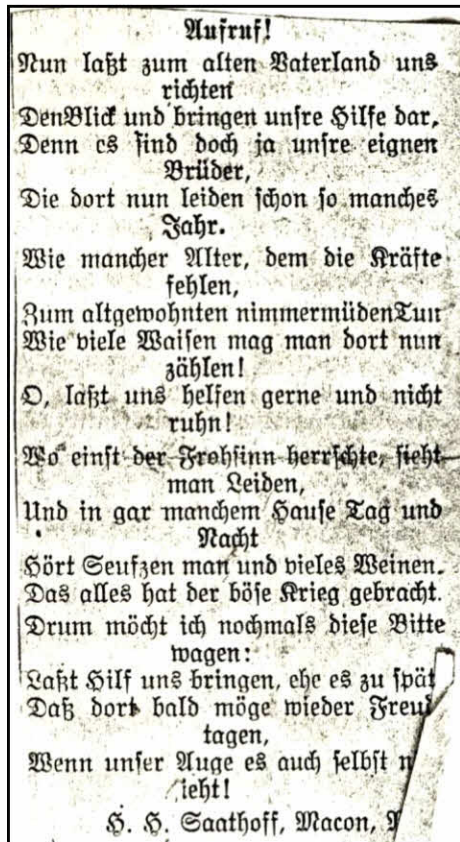 Aufruf!
Nun laßt zum alten Vaterland uns
richten
Den Blick und bringen unsre Hilfe dar,
Denn es sind doch ja unsre eignen
Brüder,
Die dort nun leiden schon so manches
Jahr.
Wie mancher Alter, dem die Kräfte
fehlen,
Zum altgewohnten nimmermüden Tun
Wie viele Waisen mag man dort nun
zählen!
O, laßt uns helfen gerne und nicht
ruhn!
Wo einst der Frohsinn herrschte, sieht
man Leiden,
Und in gar manchem Hause Tag und
Nacht
Hört Seufzen man und vieles Weinen.
Das alles hat der böse Krieg gebracht.
Drum möcht ich nochmals diese Bitte
wagen:
Laßt Hilf uns bringen, ehe es zu spät
Daß dort bald möge wieder Freud
tagen,
Wenn unser Auge es auch selbst
ieht!
H. H. Saathoff, Macon,